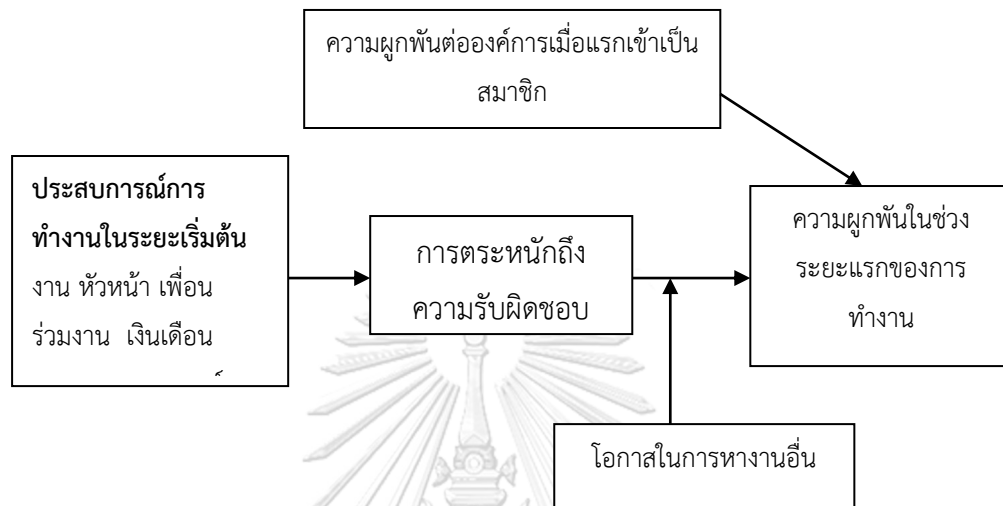 ความผูกพันต่อองค์การเมื่อแรกเข้าเป็น
สมาชิก
ประสบการณ์การ
ทำงานในระยะเริ่มต้น
งาน หัวหน้า เพื่อน
ร่วมงาน เงินเดือน
การตระหนักถึง
ความรับผิดชอบ
ความผูกพันในช่วง
ระยะแรกของการ
ทำงาน
โอกาสในการหางานอื่น